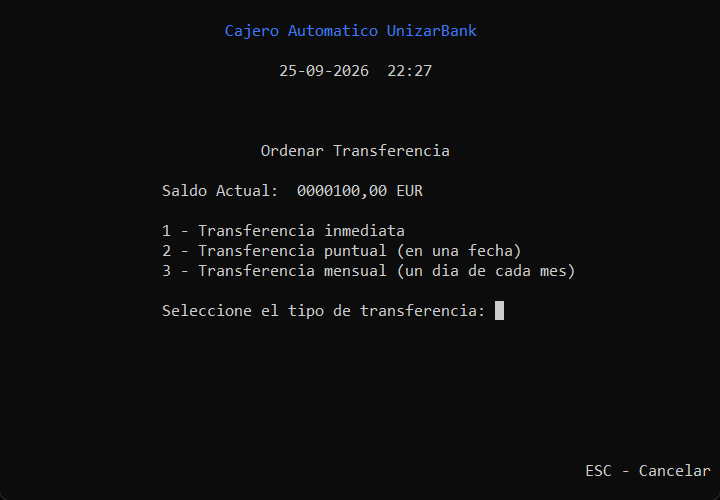 Cajero Automatico UnizarBank
25-09-2026  22:27
Ordenar Transferencia
Saldo Actual:  0000100,00 EUR
1 - Transferencia inmediata
2 - Transferencia puntual (en una fecha)
3 - Transferencia mensual (un dia de cada mes)
Seleccione el tipo de transferencia:
ESC - Cancelar